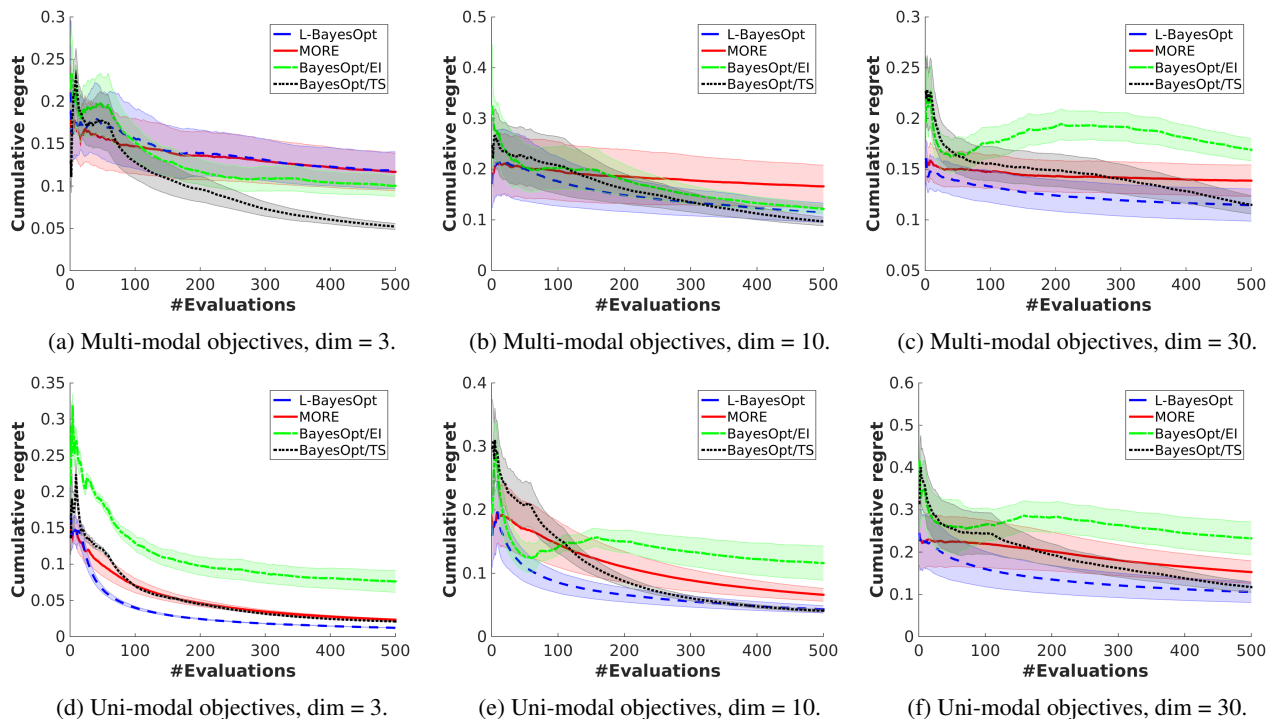 0.3
0.25
0.2
0.15
0.1
0.05
0
0 100 200 300 400 500
Cumulative regret
#Evaluations
L-BayesOpt
MORE
BayesOpt/EI
BayesOpt/TS
(a) Multi-modal objectives, dim = 3.
0.5
0.4
0.3
0.2
0.1
0
0 100 200 300 400 500
Cumulative regret
#Evaluations
L-BayesOpt
MORE
BayesOpt/EI
BayesOpt/TS
(b) Multi-modal objectives, dim = 10.
0.3
0.25
0.2
0.15
0.1
0.05
0 100 200 300 400 500
Cumulative regret
#Evaluations
L-BayesOpt
MORE
BayesOpt/EI
BayesOpt/TS
(c) Multi-modal objectives, dim = 30.
0.35
0.3
0.25
0.2
0.15
0.1
0.05
0
0 100 200 300 400 500
Cumulative regret
#Evaluations
L-BayesOpt
MORE
BayesOpt/EI
BayesOpt/TS
(d) Uni-modal objectives, dim = 3.
0.4
0.3
0.2
0.1
0
0 100 200 300 400 500
Cumulative regret
#Evaluations
L-BayesOpt
MORE
BayesOpt/EI
BayesOpt/TS
(e) Uni-modal objectives, dim = 10.
0.6
0.5
0.4
0.3
0.2
0.1
0
0 100 200 300 400 500
Cumulative regret
#Evaluations
L-BayesOpt
MORE
BayesOpt/EI
BayesOpt/TS
(f) Uni-modal objectives, dim = 30.